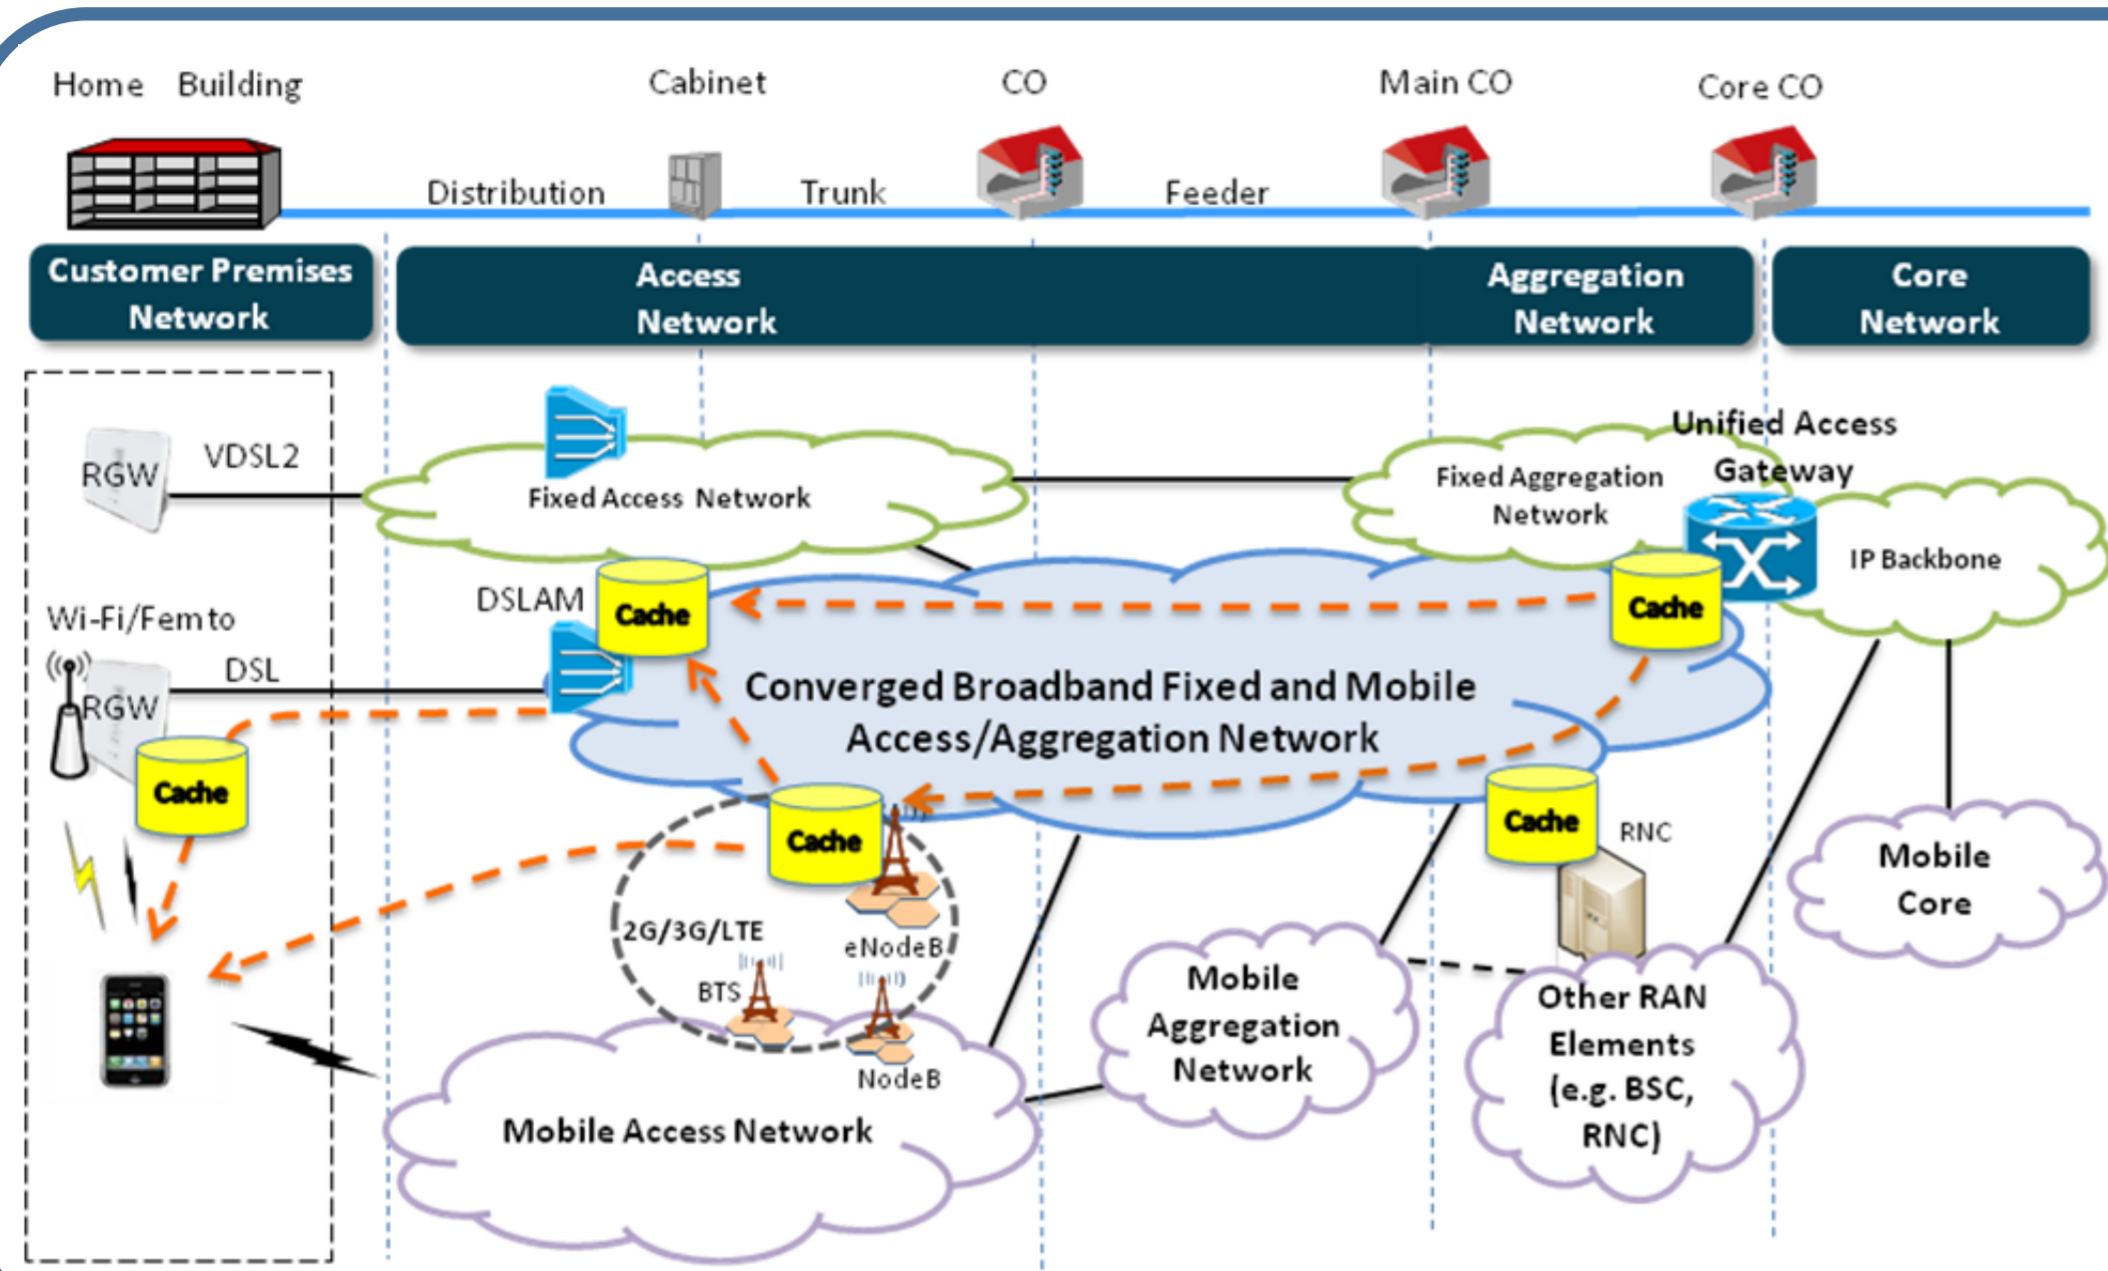 Home Building
Cabinet
CO
Main CO
Core CO
Distribution
Trunk
Feeder
Customer Premises
Network
Access
Network
Aggregation
Network
Core
Network
RGW
VDSL2
Fixed Access Network
Fixed Aggregation
Network
Unified Access
Gateway
IP Backbone
DSLAM
Cache
Cache
Wi-Fi/Femto
DSL
RGW
Cache
Converged Broadband Fixed and Mobile
Access/Aggregation Network
Cache
Cache
RNC
Mobile
Core
2G/3G/LTE
eNodeB
BTS
NodeB
Mobile Access Network
Mobile
Aggregation
Network
Other RAN
Elements
(e.g. BSC,
RNC)